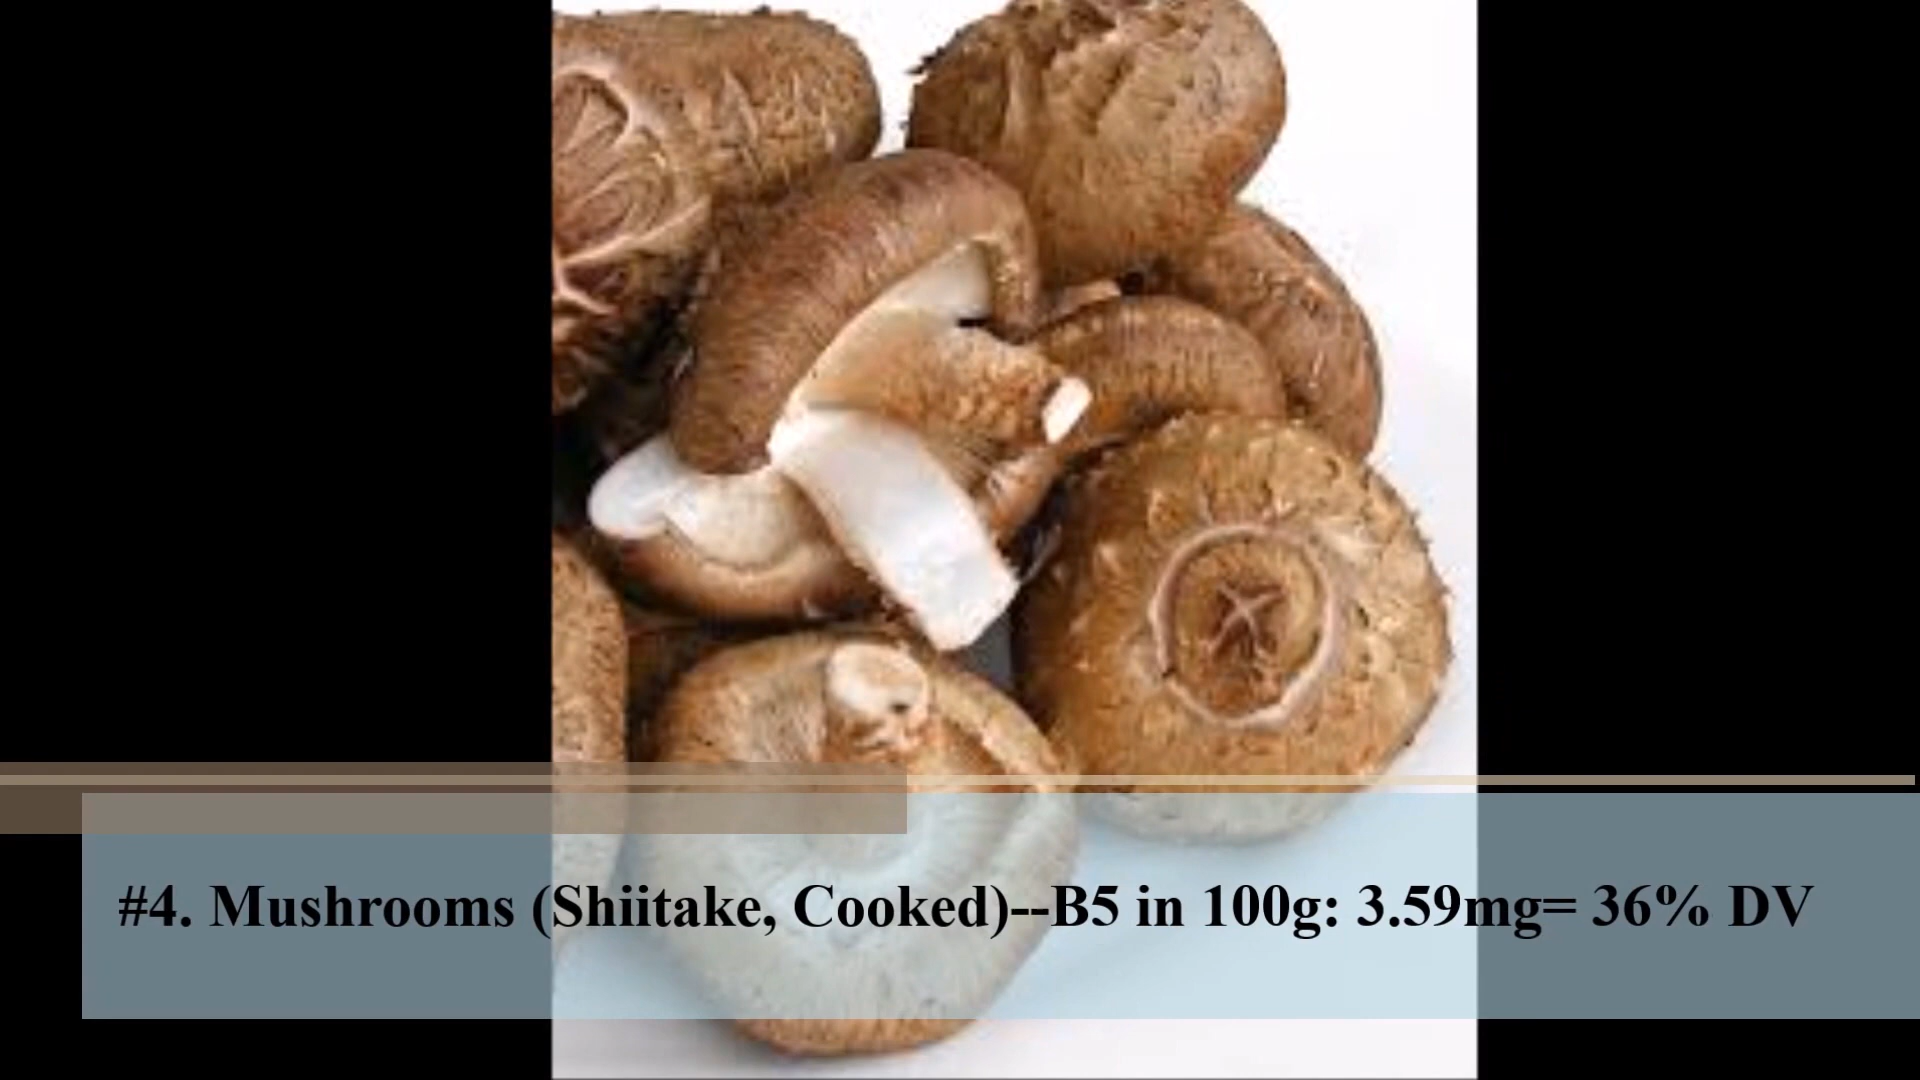 #4. Mushrooms (Shiitake, Cooked)--B5 in 100g: 3.59mg= 36% DV